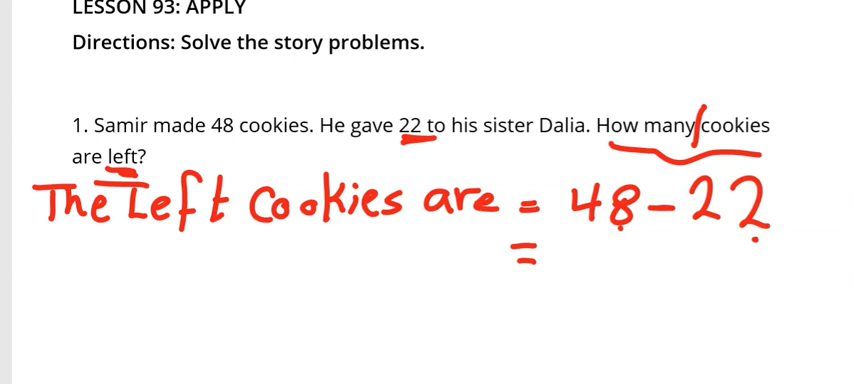 LESSON 93: APPLY
Directions: Solve the story problems.
1. Samir made 48 cookies. He gave 22 to his sister Dalia. How many cookies
are left?
The Left Cookies are = 48-22
=